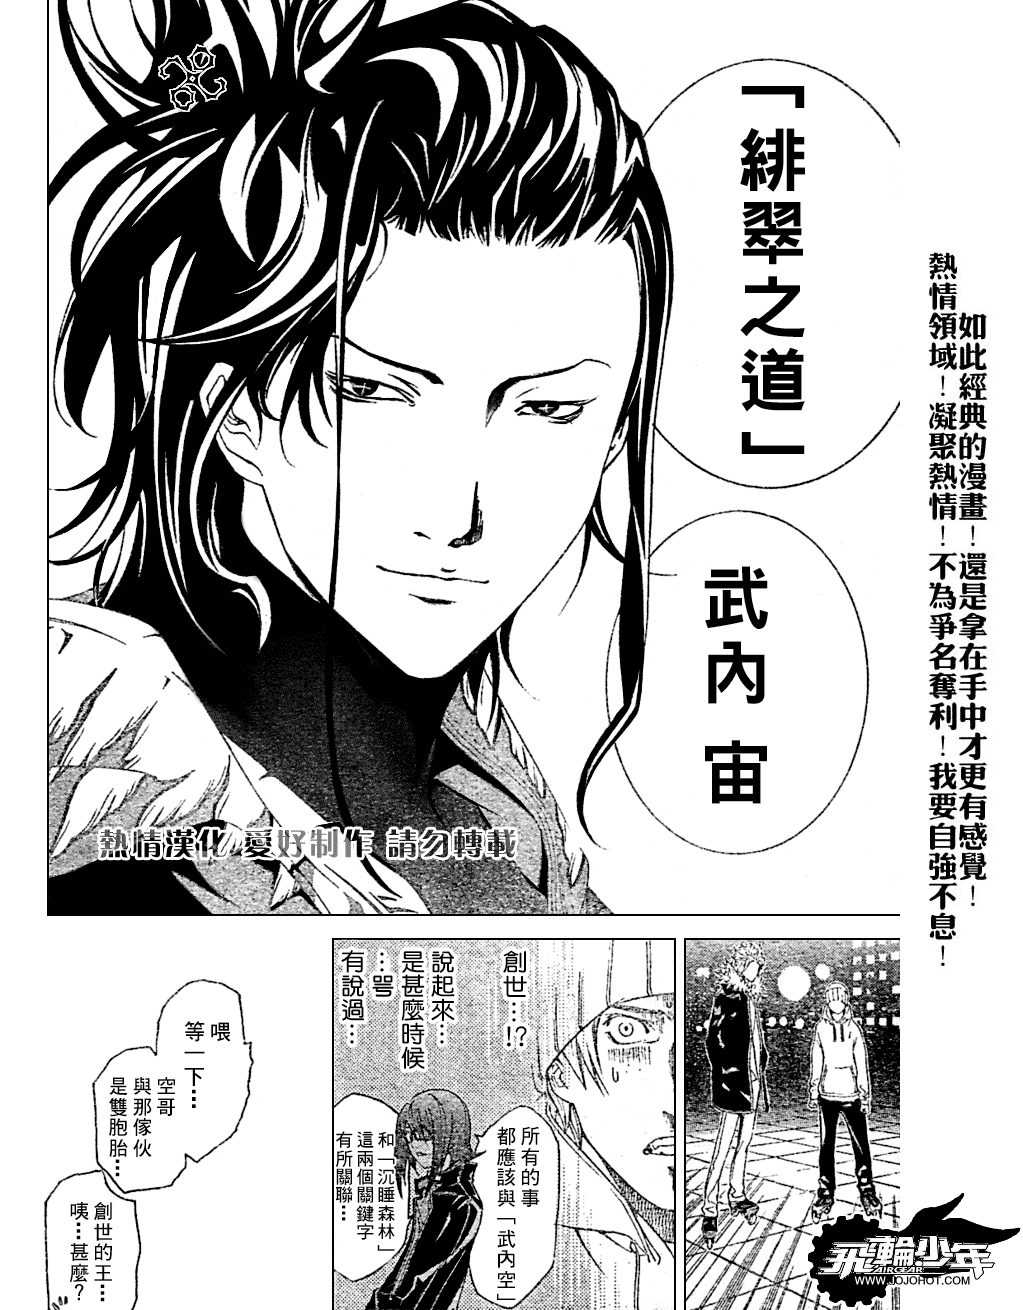 「緋翠之道」
武內 宙
如此經典的漫畫！還是拿在手中才更有感覺！
熱情領域！凝聚熱情！不為爭名奪利！我要自強不息！
熱情漢化 愛好制作 請勿轉載
創世…!?
說起來…
是甚麼時候
…咢
有說過…
所有的事
都應該與「武內空」
和「沉睡森林」
這兩個關鍵字
有所關聯…
喂
等一下…
空哥
與那傢伙
是雙胞胎…
創世的王…
咦…甚麼？
飛輪少年
AIRGEAR
WWW.JOJOHOT.COM